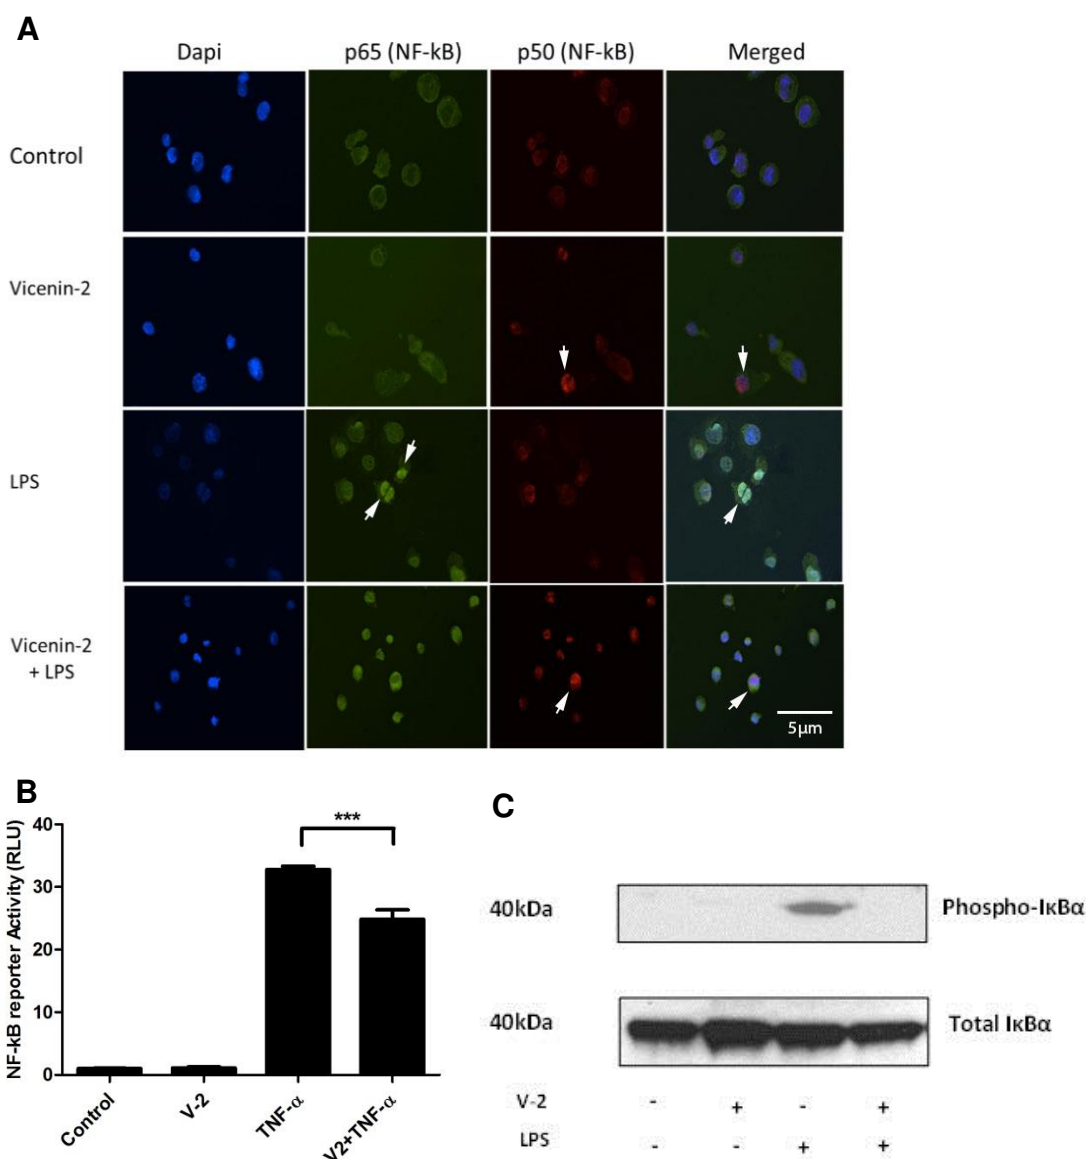 A
Dapi p65 (NF-kB) p50 (NF-kB) Merged
Control
Vicenin-2
LPS
Vicenin-2
+ LPS
5µm
B
NF-kB reporter Activity (RLU)
40
30
20
10
0
***
Control V-2 TNF-α V2+TNF-α
C
40kDa Phospho-IκBα
40kDa Total IκBα
V-2 - + - +
LPS - - + +